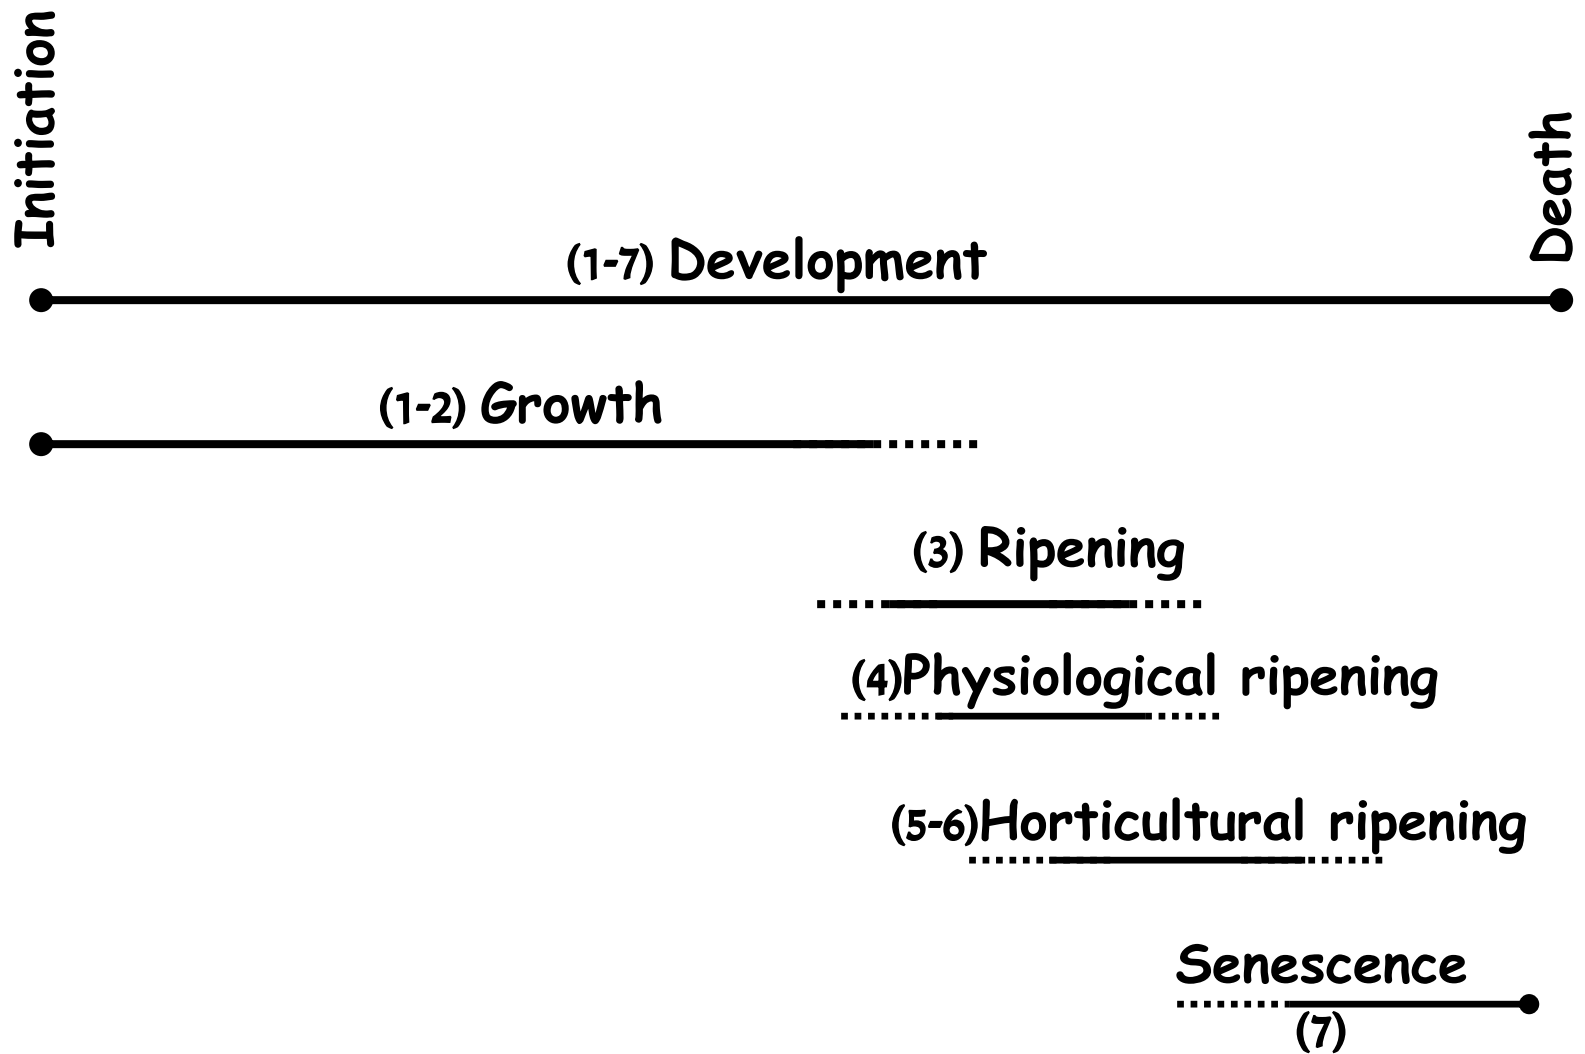 Initiation
Death
(1-7) Development
(1-2) Growth
(3) Ripening
(4)Physiological ripening
(5-6)Horticultural ripening
Senescence
(7)